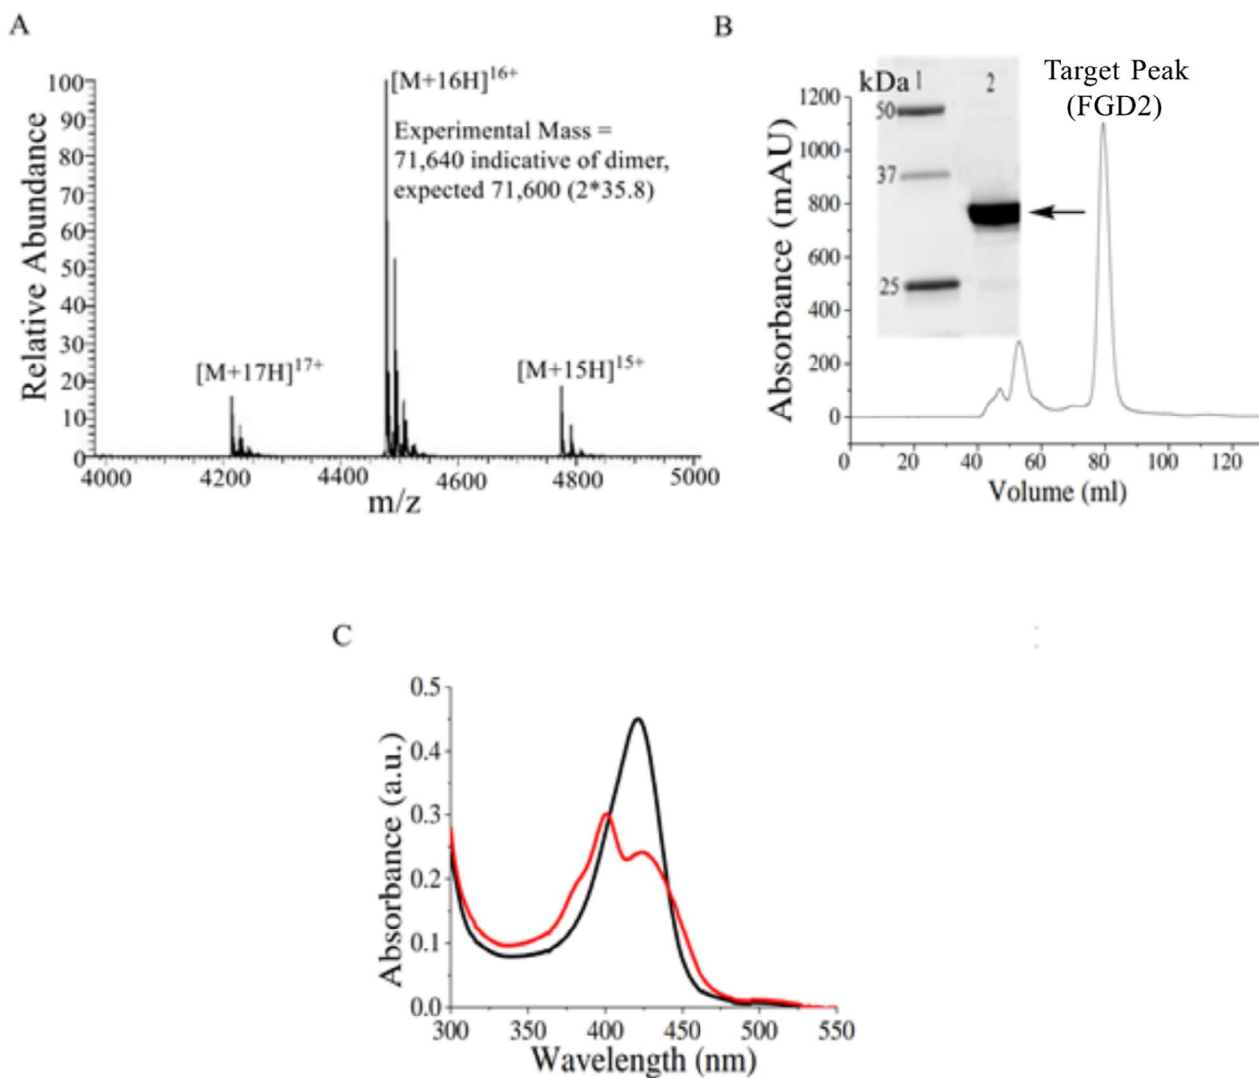 A
Relative Abundance
100
90
80
70
60
50
40
30
20
10
0
[M+16H]16+
Experimental Mass =
71,640 indicative of dimer,
expected 71,600 (2*35.8)
[M+17H]17+
[M+15H]15+
4000 4200 4400 4600 4800 5000
m/z
B
Absorbance (mAU)
1200
1000
800
600
400
200
0
kDa 1 2
50
37
25
Target Peak
(FGD2)
0 20 40 60 80 100 120
Volume (ml)
C
Absorbance (a.u.)
0.5
0.4
0.3
0.2
0.1
0.0
300 350 400 450 500 550
Wavelength (nm)